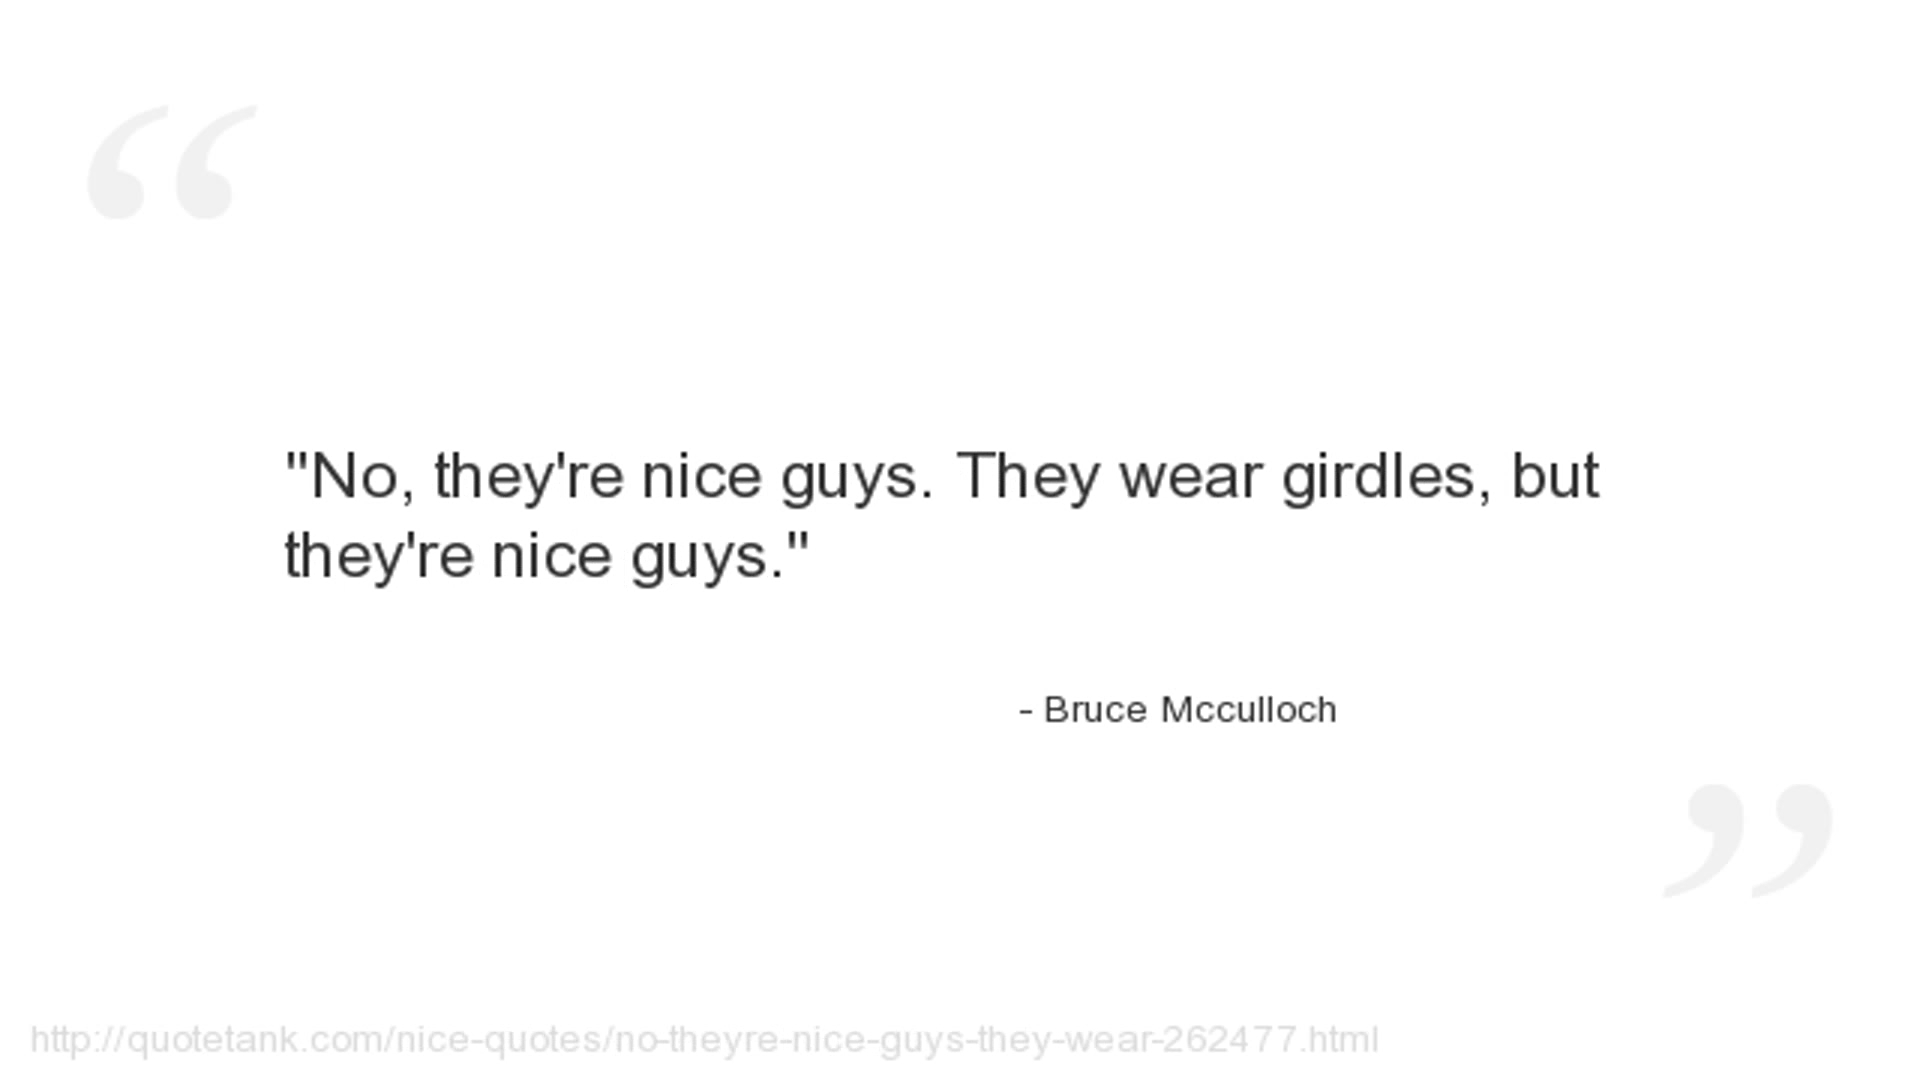 "No, they're nice guys. They wear girdles, but
they're nice guys."
- Bruce Mcculloch
http://quotetank.com/nice-quotes/no-theyre-nice-guys-they-wear-262477.html